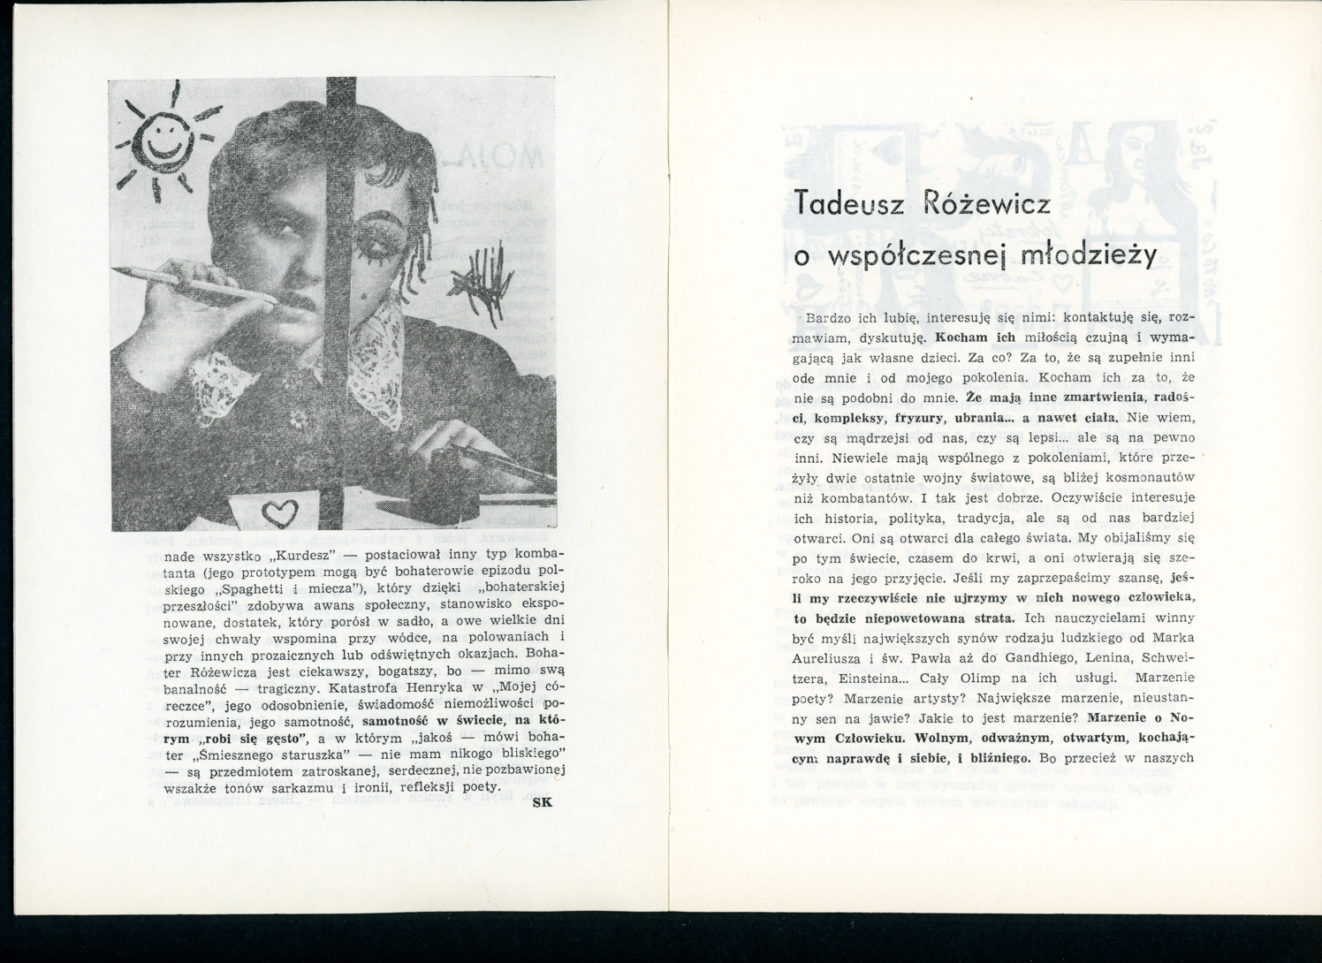 nade wszystko „Kurdesz” — postaciował inny typ komba-
tanta (jego prototypem mogą być bohaterowie epizodu pol-
skiego „Spaghetti i miecza”), który dzięki „bohaterskiej
przeszłości” zdobywa awans społeczny, stanowisko ekspo-
nowane, dostatek, który porósł w sadło, a owe wielkie dni
swojej chwały wspomina przy wódce, na polowaniach i
przy innych prozaicznych lub odświętnych okazjach. Boha-
ter Różewicza jest ciekawszy, bogatszy, bo — mimo swą
banalność — tragiczny. Katastrofa Henryka w „Mojej có-
reczce”, jego odosobnienie, świadomość niemożliwości po-
rozumienia, jego samotność, samotność w świecie, na któ-
rym „robi się gęsto”, a w którym „jakoś — mówi boha-
ter „Śmiesznego staruszka” — nie mam nikogo bliskiego”
— są przedmiotem zatroskanej, serdecznej, nie pozbawionej
wszakże tonów sarkazmu i ironii, refleksji poety.
SK
Tadeusz Różewicz
o współczesnej młodzieży
Bardzo ich lubię, interesuję się nimi: kontaktuję się, roz-
mawiam, dyskutuję. Kocham ich miłością czujną i wyma-
gającą jak własne dzieci. Za co? Za to, że są zupełnie inni
ode mnie i od mojego pokolenia. Kocham ich za to, że
nie są podobni do mnie. Że mają inne zmartwienia, radoś-
ci, kompleksy, fryzury, ubrania... a nawet ciała. Nie wiem,
czy są mądrzejsi od nas, czy są lepsi... ale są na pewno
inni. Niewiele mają wspólnego z pokoleniami, które prze-
żyły dwie ostatnie wojny światowe, są bliżej kosmonautów
niż kombatantów. I tak jest dobrze. Oczywiście interesuje
ich historia, polityka, tradycja, ale są od nas bardziej
otwarci. Oni są otwarci dla całego świata. My obijaliśmy się
po tym świecie, czasem do krwi, a oni otwierają się sze-
roko na jego przyjęcie. Jeśli my zaprzepaścimy szansę, jeś-
li my rzeczywiście nie ujrzymy w nich nowego człowieka,
to będzie niepowetowana strata. Ich nauczycielami winny
być myśli największych synów rodzaju ludzkiego od Marka
Aureliusza i św. Pawła aż do Gandhiego, Lenina, Schwei-
tzera, Einsteina... Cały Olimp na ich usługi. Marzenie
poety? Marzenie artysty? Największe marzenie, nieustan-
ny sen na jawie? Jakie to jest marzenie? Marzenie o No-
wym Człowieku. Wolnym, odważnym, otwartym, kochają-
cym naprawdę i siebie, i bliźniego. Bo przecież w naszych